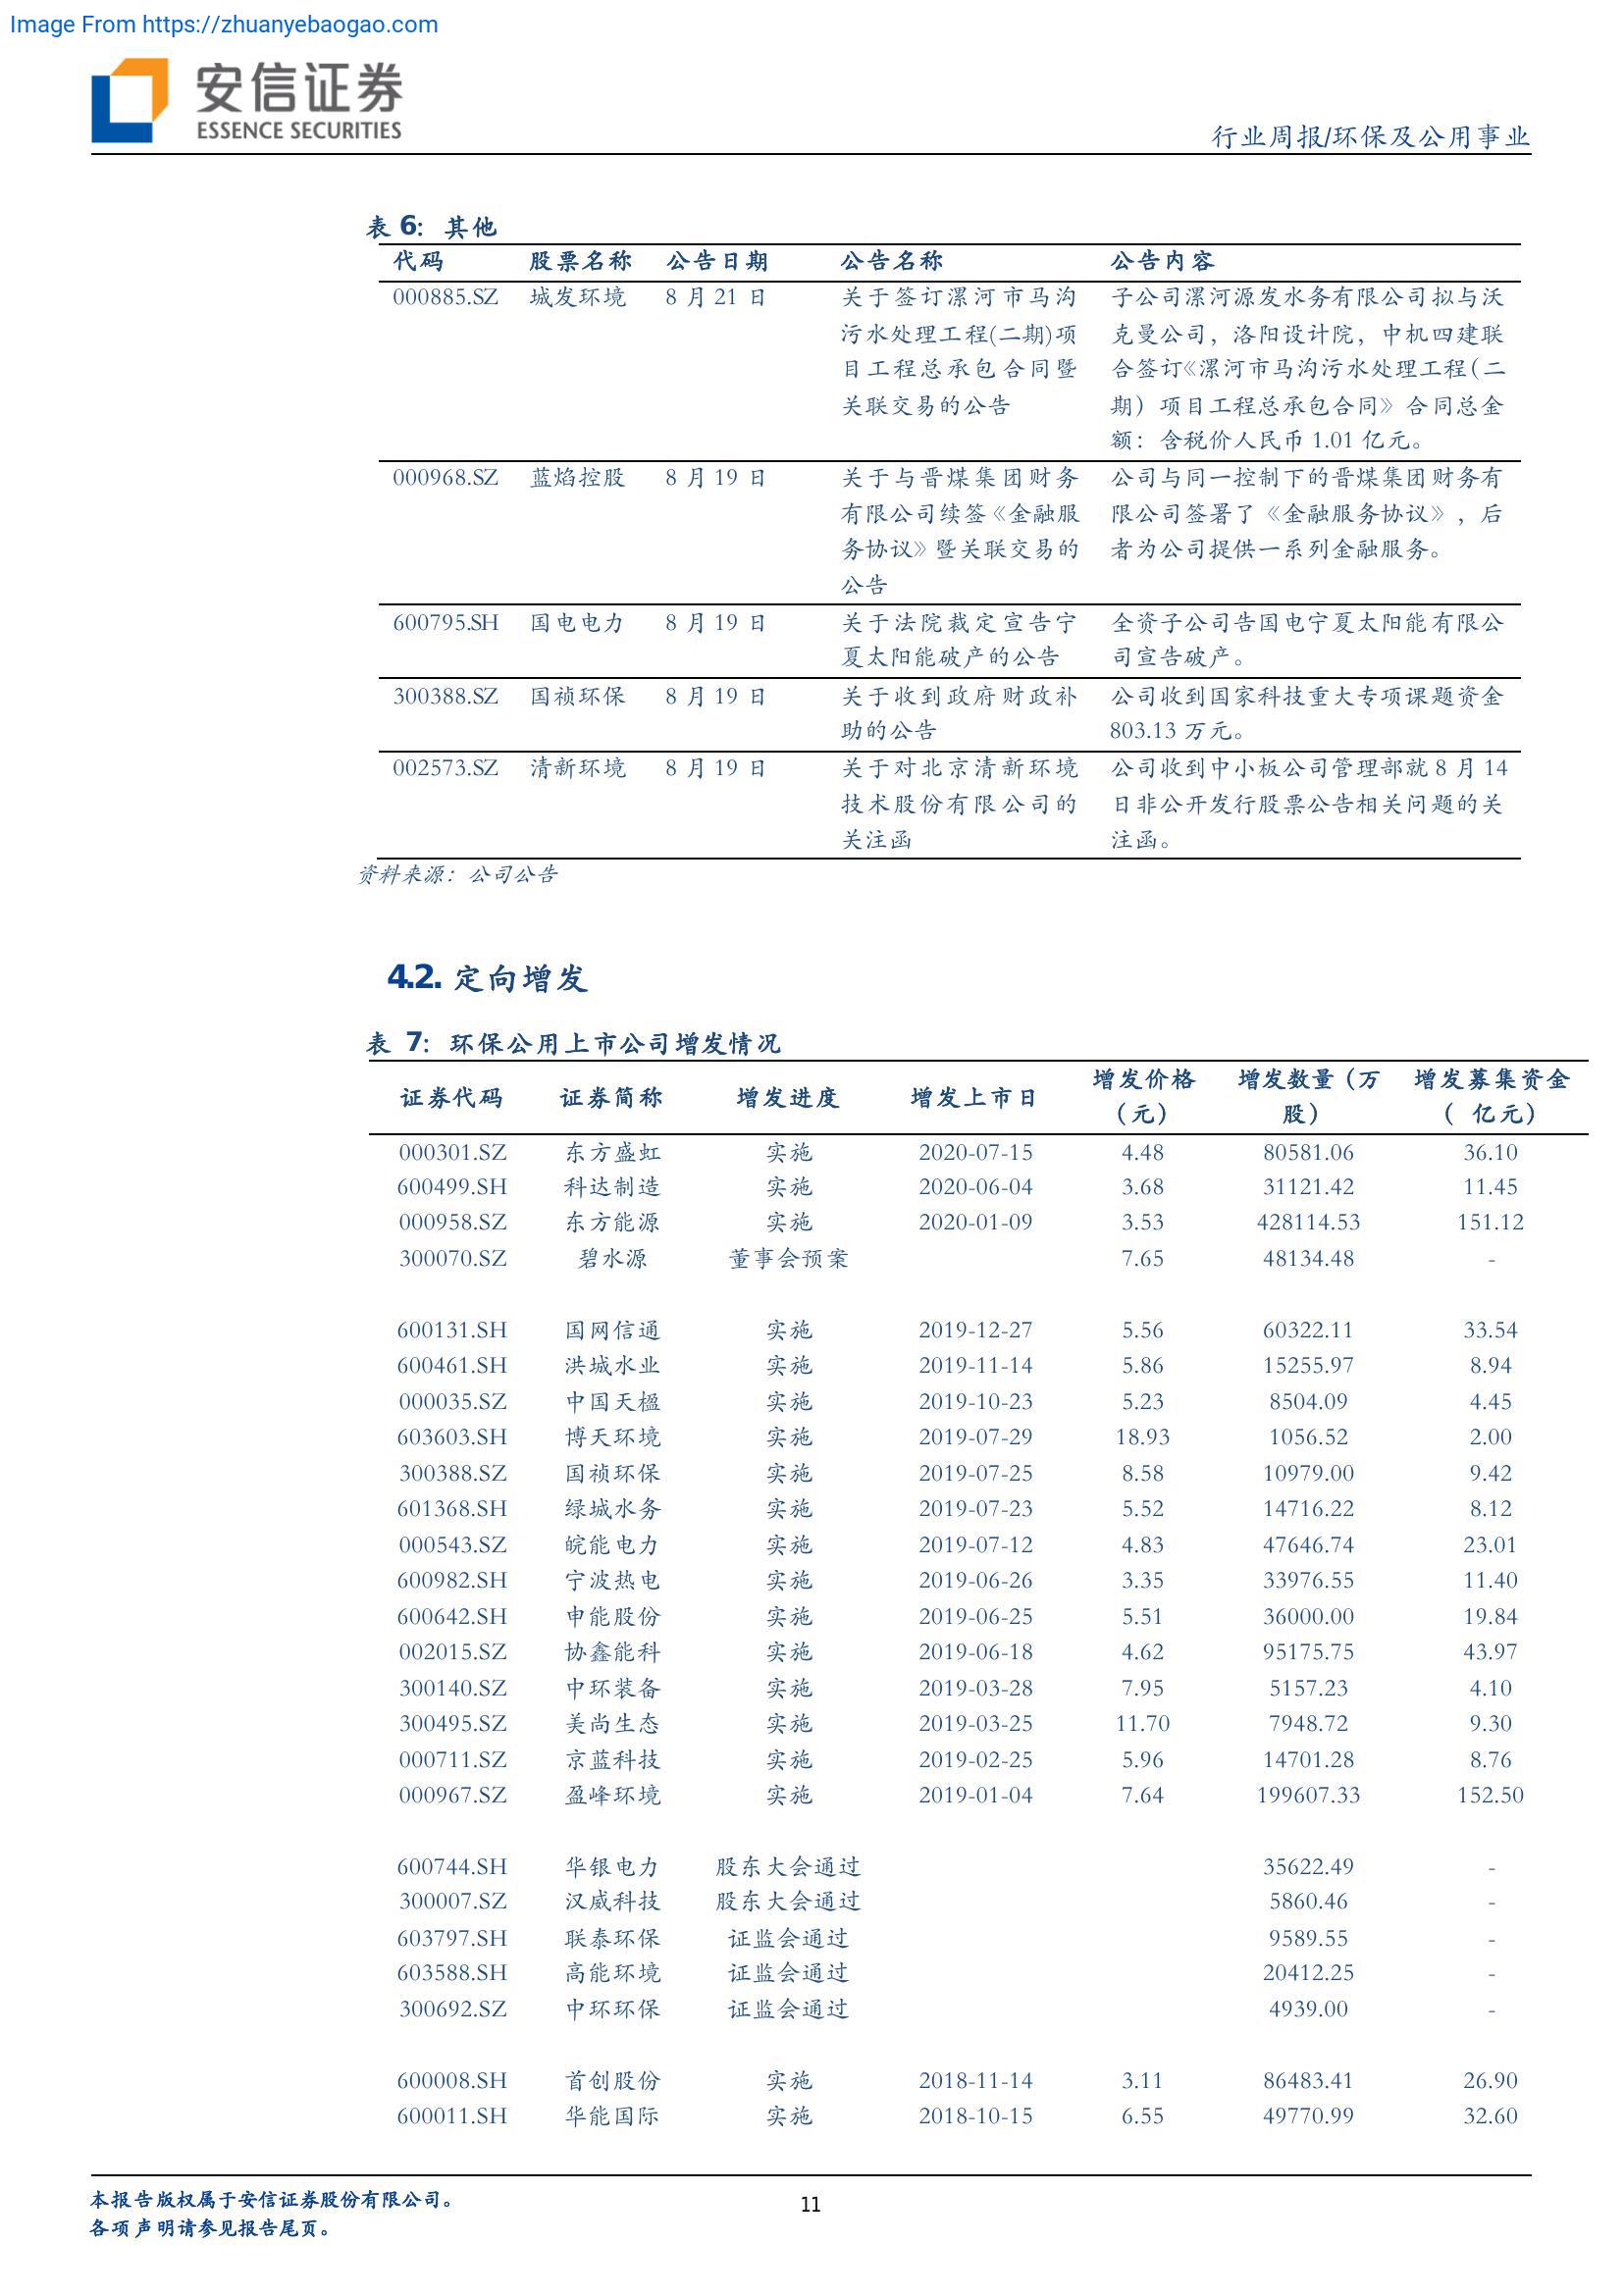 Image From https://zhuanyebaogao.com
安信证券
ESSENCE SECURITIES
行业周报/环保及公用事业
表 6: 其他
代码 股票名称 公告日期 公告名称 公告内容
000885.SZ 城发环境 8 月 21 日 关于签订漯河市马沟 子公司漯河源发水务有限公司拟与沃
污水处理工程(二期)项 克曼公司，洛阳设计院，中机四建联
目工程总承包合同暨 合签订《漯河市马沟污水处理工程（二
关联交易的公告 期）项目工程总承包合同》合同总金
额：含税价人民币 1.01 亿元。
000968.SZ 蓝焰控股 8 月 19 日 关于与晋煤集团财务 公司与同一控制下的晋煤集团财务有
有限公司续签《金融服 限公司签署了《金融服务协议》，后
务协议》暨关联交易的 者为公司提供一系列金融服务。
公告
600795.SH 国电电力 8 月 19 日 关于法院裁定宣告宁 全资子公司告国电宁夏太阳能有限公
夏太阳能破产的公告 司宣告破产。
300388.SZ 国祯环保 8 月 19 日 关于收到政府财政补 公司收到国家科技重大专项课题资金
助的公告 803.13 万元。
002573.SZ 清新环境 8 月 19 日 关于对北京清新环境 公司收到中小板公司管理部就 8 月 14
技术股份有限公司的 日非公开发行股票公告相关问题的关
关注函 注函。
资料来源：公司公告
4.2. 定向增发
表 7: 环保公用上市公司增发情况
证券代码 证券简称 增发进度 增发上市日 增发价格 增发数量（万 增发募集资金
（元） 股） （ 亿元）
000301.SZ 东方盛虹 实施 2020-07-15 4.48 80581.06 36.10
600499.SH 科达制造 实施 2020-06-04 3.68 31121.42 11.45
000958.SZ 东方能源 实施 2020-01-09 3.53 428114.53 151.12
300070.SZ 碧水源 董事会预案 7.65 48134.48 -
600131.SH 国网信通 实施 2019-12-27 5.56 60322.11 33.54
600461.SH 洪城水业 实施 2019-11-14 5.86 15255.97 8.94
000035.SZ 中国天楹 实施 2019-10-23 5.23 8504.09 4.45
603603.SH 博天环境 实施 2019-07-29 18.93 1056.52 2.00
300388.SZ 国祯环保 实施 2019-07-25 8.58 10979.00 9.42
601368.SH 绿城水务 实施 2019-07-23 5.52 14716.22 8.12
000543.SZ 皖能电力 实施 2019-07-12 4.83 47646.74 23.01
600982.SH 宁波热电 实施 2019-06-26 3.35 33976.55 11.40
600642.SH 申能股份 实施 2019-06-25 5.51 36000.00 19.84
002015.SZ 协鑫能科 实施 2019-06-18 4.62 95175.75 43.97
300140.SZ 中环装备 实施 2019-03-28 7.95 5157.23 4.10
300495.SZ 美尚生态 实施 2019-03-25 11.70 7948.72 9.30
000711.SZ 京蓝科技 实施 2019-02-25 5.96 14701.28 8.76
000967.SZ 盈峰环境 实施 2019-01-04 7.64 199607.33 152.50
600744.SH 华银电力 股东大会通过 35622.49 -
300007.SZ 汉威科技 股东大会通过 5860.46 -
603797.SH 联泰环保 证监会通过 9589.55 -
603588.SH 高能环境 证监会通过 20412.25 -
300692.SZ 中环环保 证监会通过 4939.00 -
600008.SH 首创股份 实施 2018-11-14 3.11 86483.41 26.90
600011.SH 华能国际 实施 2018-10-15 6.55 49770.99 32.60
本报告版权属于安信证券股份有限公司。
11
各项声明请参见报告尾页。